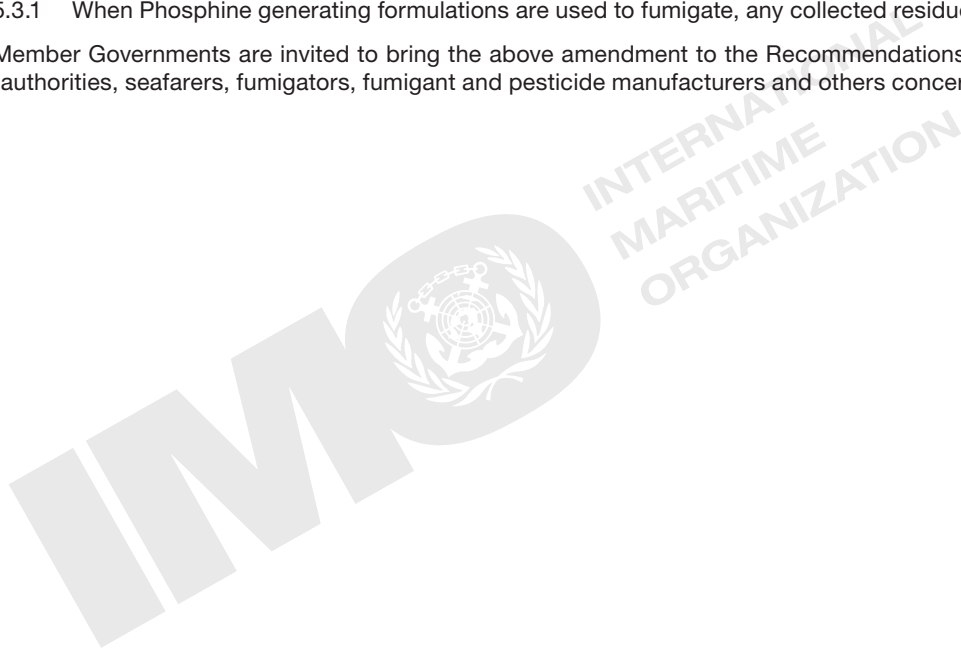 5.3.1 When Phosphine generating formulations are used to fumigate, any collected residue
Member Governments are invited to bring the above amendment to the Recommendations
authorities, seafarers, fumigators, fumigant and pesticide manufacturers and others concer
INTERNATIONAL
MARITIME
ORGANIZATION
IMO